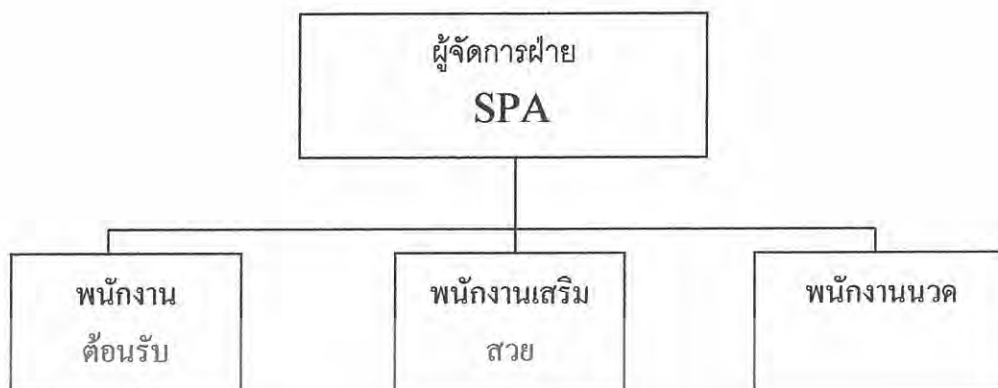 ผู้จัดการฝ่าย
SPA
พนักงาน
ต้อนรับ
พนักงานเสริม
สวย
พนักงานนวด